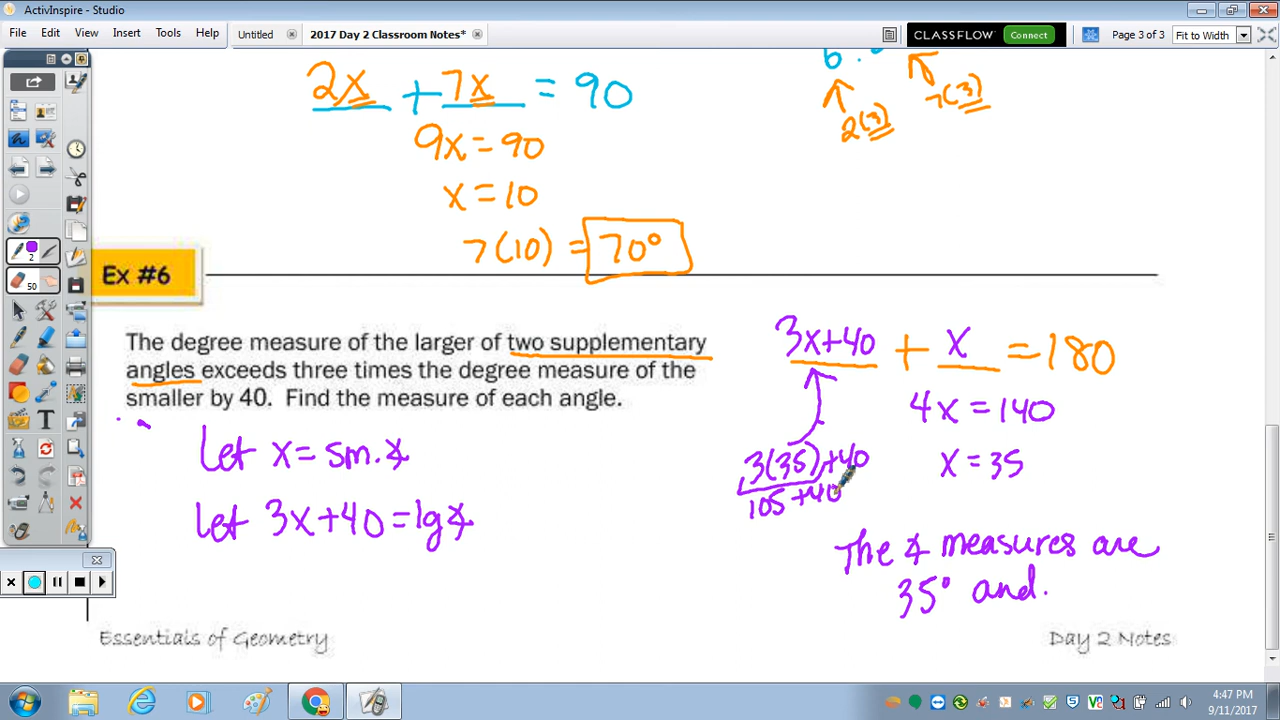 ActivInspire - Studio
File Edit View Insert Tools Help
Untitled
2017 Day 2 Classroom Notes*
CLASSFLOW Connect
Page 3 of 3
Fit to Width
2x + 7x = 90
9x = 90
x = 10
7(10) = 70°
6.
2(3)
7(3)
Ex #6
The degree measure of the larger of two supplementary
angles exceeds three times the degree measure of the
smaller by 40. Find the measure of each angle.
Let x = sm. ∡
Let 3x+40 = lg ∡
3x+40 + x = 180
4x = 140
x = 35
3(35)+40
105+40
The ∡ measures are
35° and.
Essentials of Geometry
Day 2 Notes
2
50
4:47 PM
9/11/2017